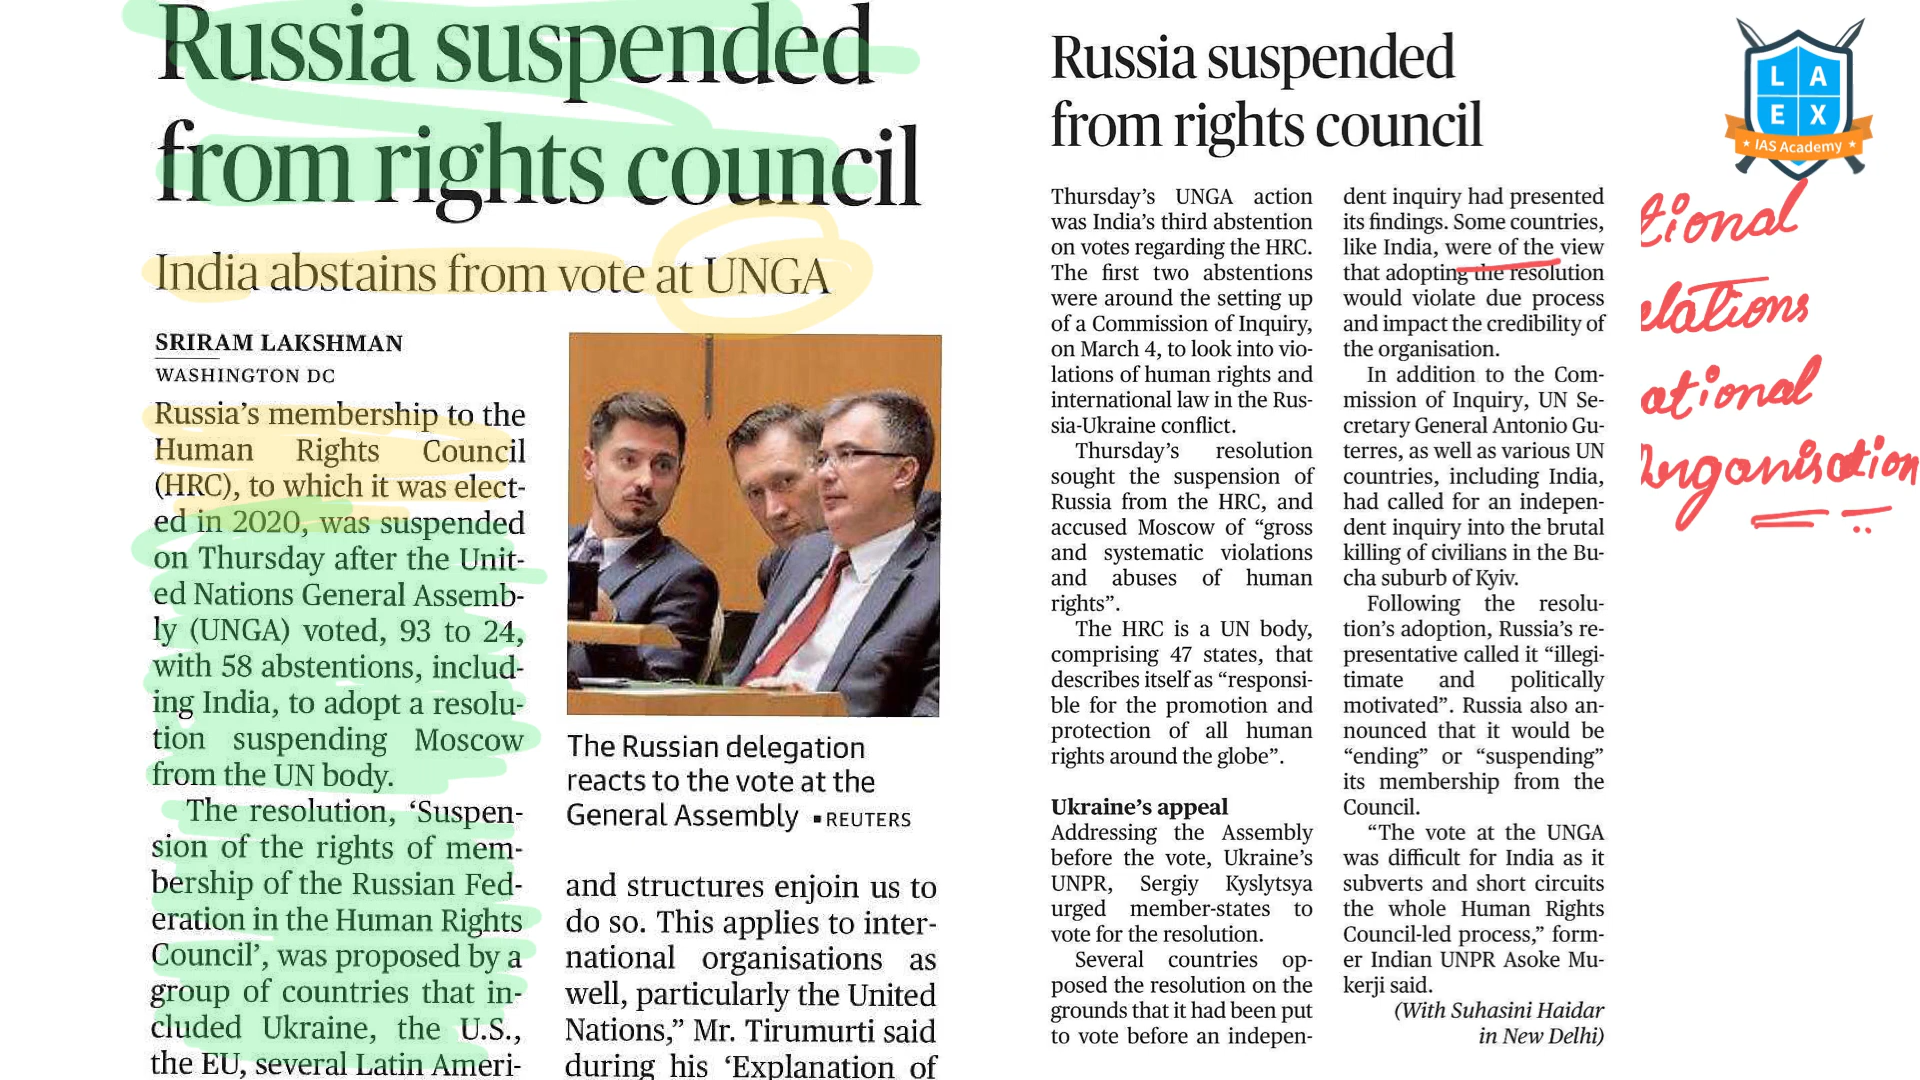 Russia suspended
from rights council
India abstains from vote at UNGA
SRIRAM LAKSHMAN
WASHINGTON DC
Russia's membership to the
Human Rights Council
(HRC), to which it was elect-
ed in 2020, was suspended
on Thursday after the Unit-
ed Nations General Assemb-
ly (UNGA) voted, 93 to 24,
with 58 abstentions, includ-
ing India, to adopt a resolu-
tion suspending Moscow
from the UN body.
The resolution, 'Suspen-
sion of the rights of mem-
bership of the Russian Fed-
eration in the Human Rights
Council', was proposed by a
group of countries that in-
cluded Ukraine, the U.S.,
the EU, several Latin Ameri-
The Russian delegation
reacts to the vote at the
General Assembly ▪ REUTERS
and structures enjoin us to
do so. This applies to inter-
national organisations as
well, particularly the United
Nations," Mr. Tirumurti said
during his 'Explanation of
Russia suspended
from rights council
Thursday's UNGA action
was India's third abstention
on votes regarding the HRC.
The first two abstentions
were around the setting up
of a Commission of Inquiry,
on March 4, to look into vio-
lations of human rights and
international law in the Rus-
sia-Ukraine conflict.
Thursday's resolution
sought the suspension of
Russia from the HRC, and
accused Moscow of "gross
and systematic violations
and abuses of human
rights".
The HRC is a UN body,
comprising 47 states, that
describes itself as "responsi-
ble for the promotion and
protection of all human
rights around the globe".
Ukraine's appeal
Addressing the Assembly
before the vote, Ukraine's
UNPR, Sergiy Kyslytsya
urged member-states to
vote for the resolution.
Several countries op-
posed the resolution on the
grounds that it had been put
to vote before an indepen-
dent inquiry had presented
its findings. Some countries,
like India, were of the view
that adopting the resolution
would violate due process
and impact the credibility of
the organisation.
In addition to the Com-
mission of Inquiry, UN Se-
cretary General Antonio Gu-
terres, as well as various UN
countries, including India,
had called for an indepen-
dent inquiry into the brutal
killing of civilians in the Bu-
cha suburb of Kyiv.
Following the resolu-
tion's adoption, Russia's re-
presentative called it "illegi-
timate and politically
motivated". Russia also an-
nounced that it would be
"ending" or "suspending"
its membership from the
Council.
"The vote at the UNGA
was difficult for India as it
subverts and short circuits
the whole Human Rights
Council-led process," form-
er Indian UNPR Asoke Mu-
kerji said.
(With Suhasini Haidar
in New Delhi)
L A
E X
IAS Academy
tional
elations
ational
Organisation